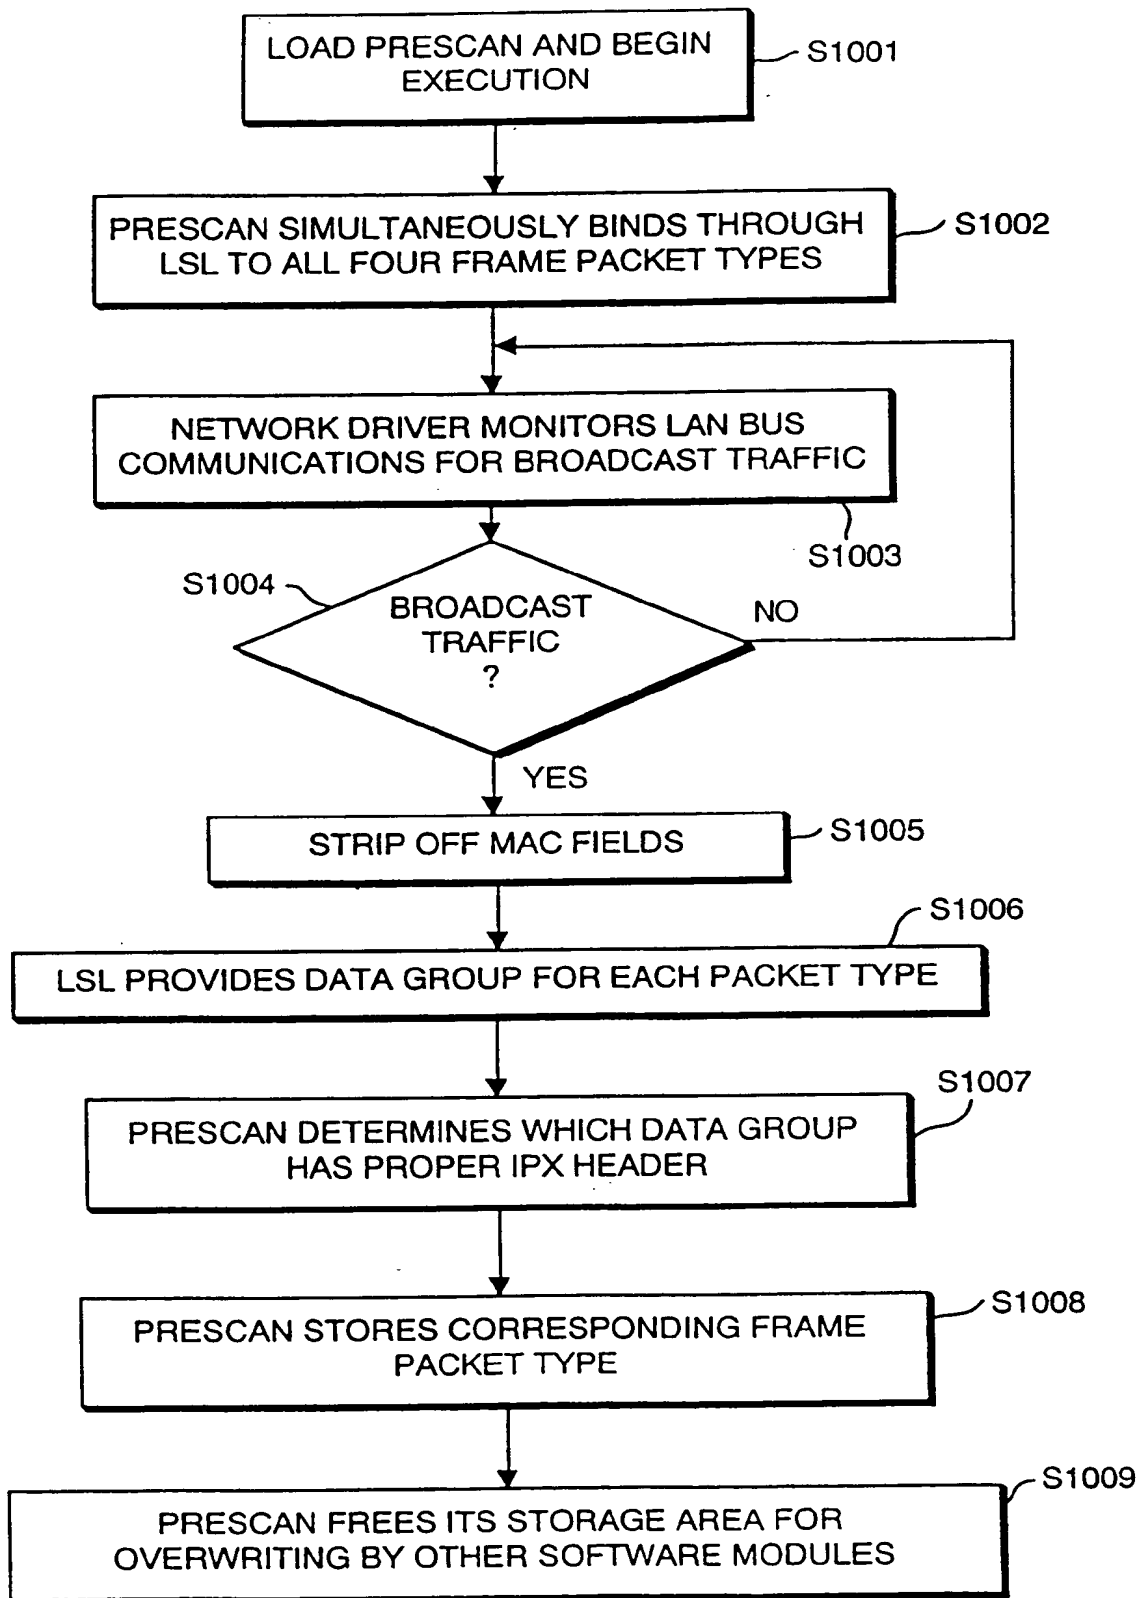 LOAD PRESCAN AND BEGIN
EXECUTION
S1001
PRESCAN SIMULTANEOUSLY BINDS THROUGH
LSL TO ALL FOUR FRAME PACKET TYPES
S1002
NETWORK DRIVER MONITORS LAN BUS
COMMUNICATIONS FOR BROADCAST TRAFFIC
S1003
S1004
BROADCAST
TRAFFIC
?
NO
YES
STRIP OFF MAC FIELDS
S1005
S1006
LSL PROVIDES DATA GROUP FOR EACH PACKET TYPE
S1007
PRESCAN DETERMINES WHICH DATA GROUP
HAS PROPER IPX HEADER
S1008
PRESCAN STORES CORRESPONDING FRAME
PACKET TYPE
S1009
PRESCAN FREES ITS STORAGE AREA FOR
OVERWRITING BY OTHER SOFTWARE MODULES